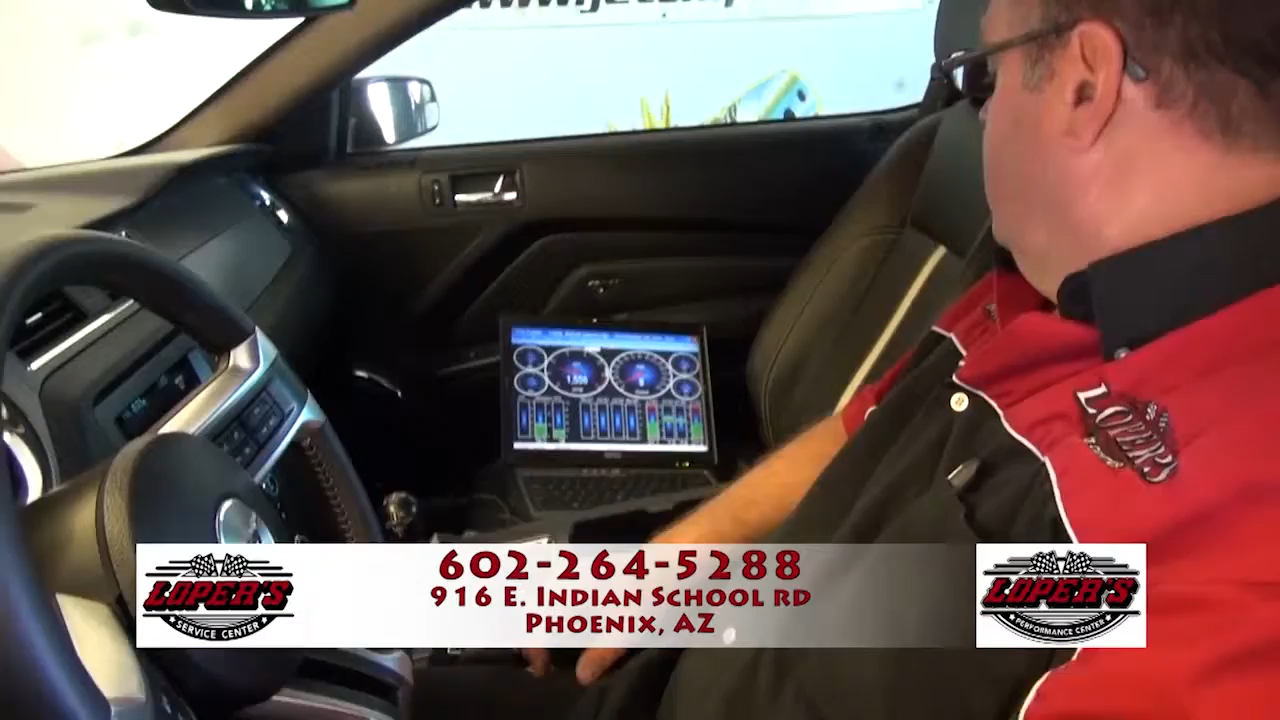 LOPER'S
602-264-5288
916 E. INDIAN SCHOOL RD
PHOENIX, AZ
LOPER'S
SERVICE CENTER
LOPER'S
PERFORMANCE CENTER